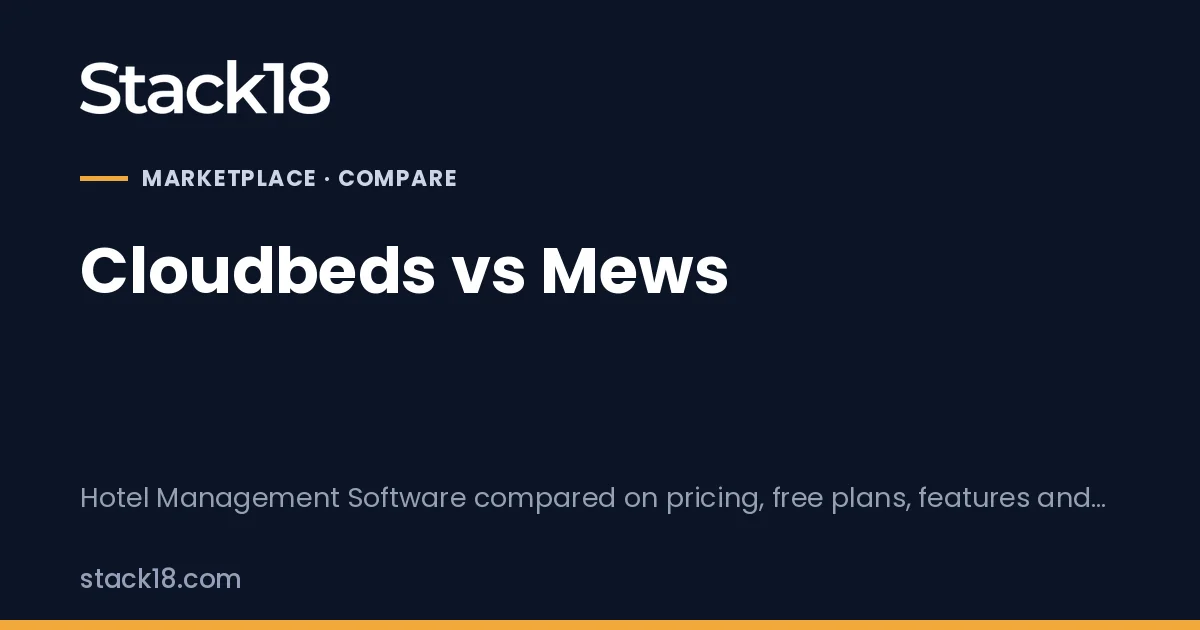 Stack18
MARKETPLACE · COMPARE
Cloudbeds vs Mews
Hotel Management Software compared on pricing, free plans, features and...
stack18.com